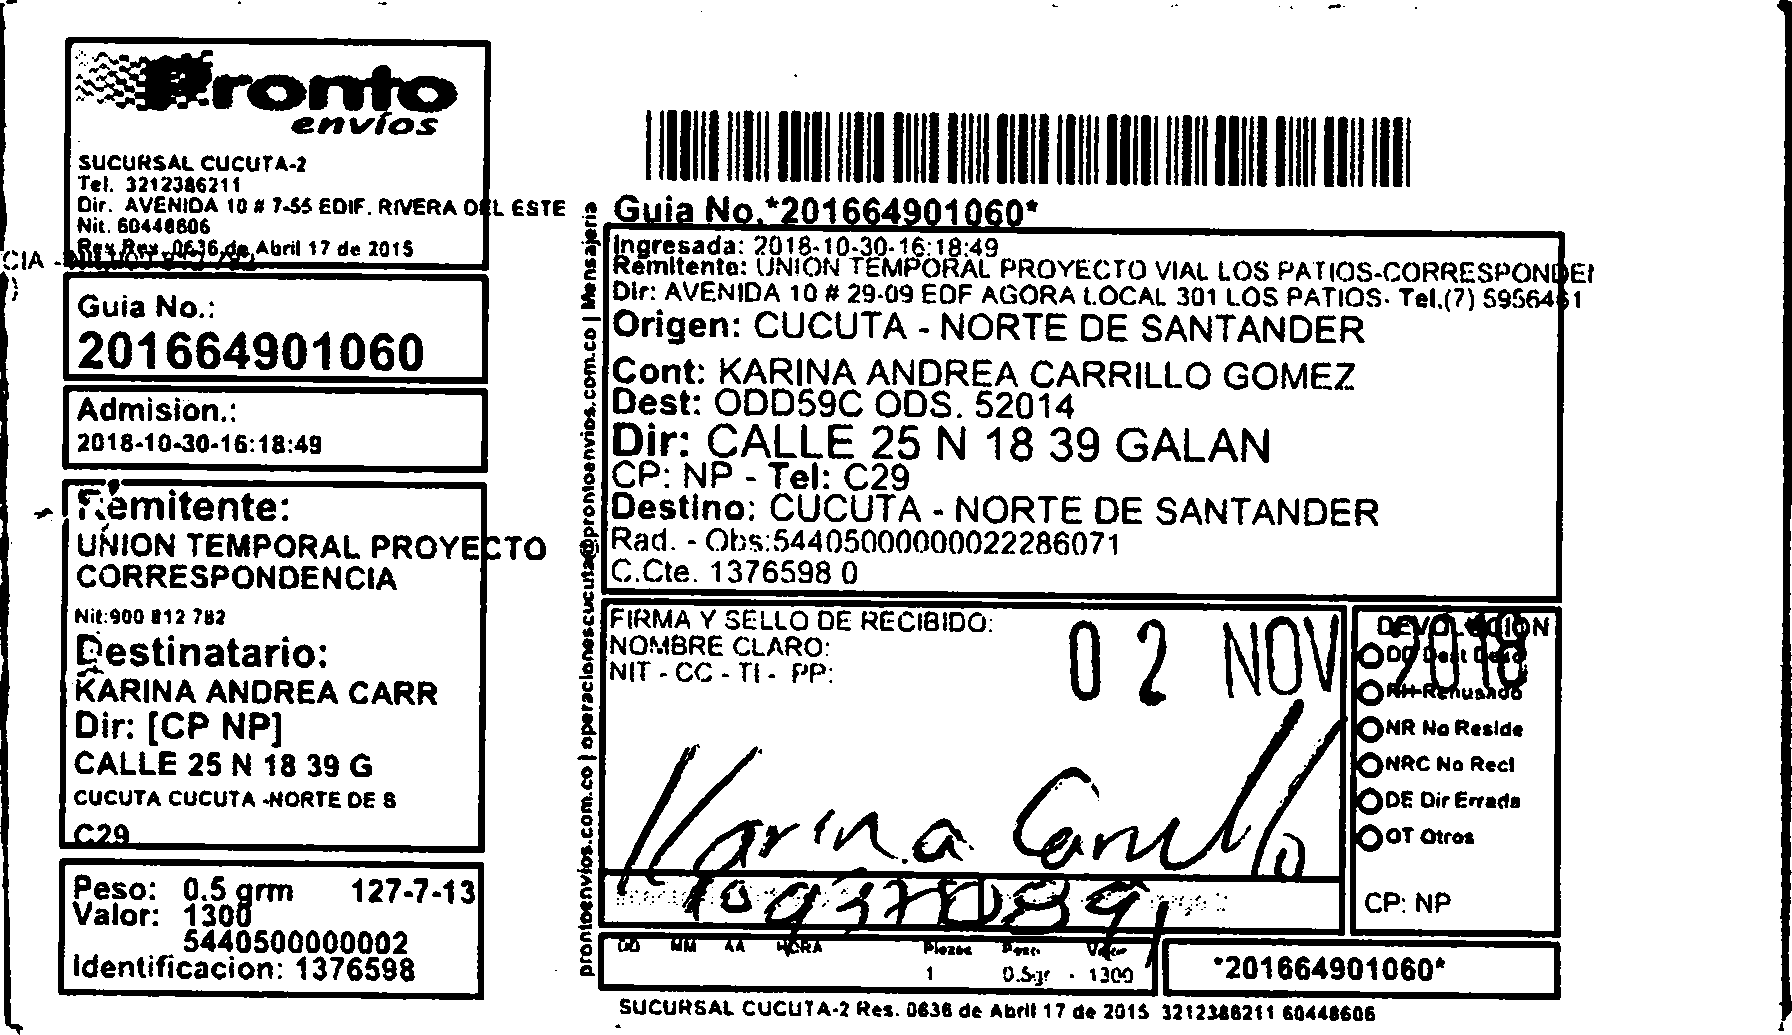 Pronto
envíos
SUCURSAL CUCUTA-2
Tel. 3212386211
Dir. AVENIDA 10 # 7-55 EDIF. RIVERA DEL ESTE
Nit. 60448606
Res. 0636 de Abril 17 de 2015
CIA -
Guia No.:
201664901060
Admision.:
2018-10-30-16:18:49
Remitente:
UNION TEMPORAL PROYECTO
CORRESPONDENCIA
Nit:900 812 782
Destinatario:
KARINA ANDREA CARR
Dir: [CP NP]
CALLE 25 N 18 39 G
CUCUTA CUCUTA -NORTE DE S
C29
Peso: 0.5 grm 127-7-13
Valor: 1300
5440500000002
Identificacion: 1376598
prontoenvios.com.co | operacionescucuta@prontoenvios.com.co | Mensajeria
Guia No.*201664901060*
Ingresada: 2018-10-30-16:18:49
Remitente: UNION TEMPORAL PROYECTO VIAL LOS PATIOS-CORRESPONDEN
Dir: AVENIDA 10 # 29-09 EDF AGORA LOCAL 301 LOS PATIOS- Tel.(7) 5956461
Origen: CUCUTA - NORTE DE SANTANDER
Cont: KARINA ANDREA CARRILLO GOMEZ
Dest: ODD59C ODS. 52014
Dir: CALLE 25 N 18 39 GALAN
CP: NP - Tel: C29
Destino: CUCUTA - NORTE DE SANTANDER
Rad. - Obs:54405000000022286071
C.Cte. 1376598 0
FIRMA Y SELLO DE RECIBIDO:
NOMBRE CLARO:
NIT - CC - TI - PP:
02 NOV 2018
Karina Carrillo
DEVOLUCION
DD Dest Desc
RH-Rehusado
NR No Reside
NRC No Recl
DE Dir Errada
OT Otros
CP: NP
DD MM AA HORA Piezas Peso Valor
1 0.5gr - 1300
*201664901060*
SUCURSAL CUCUTA-2 Res. 0636 de Abril 17 de 2015 3212386211 60448606